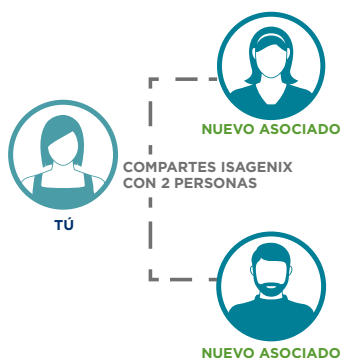 NUEVO ASOCIADO
COMPARTES ISAGENIX
CON 2 PERSONAS
TÚ
NUEVO ASOCIADO